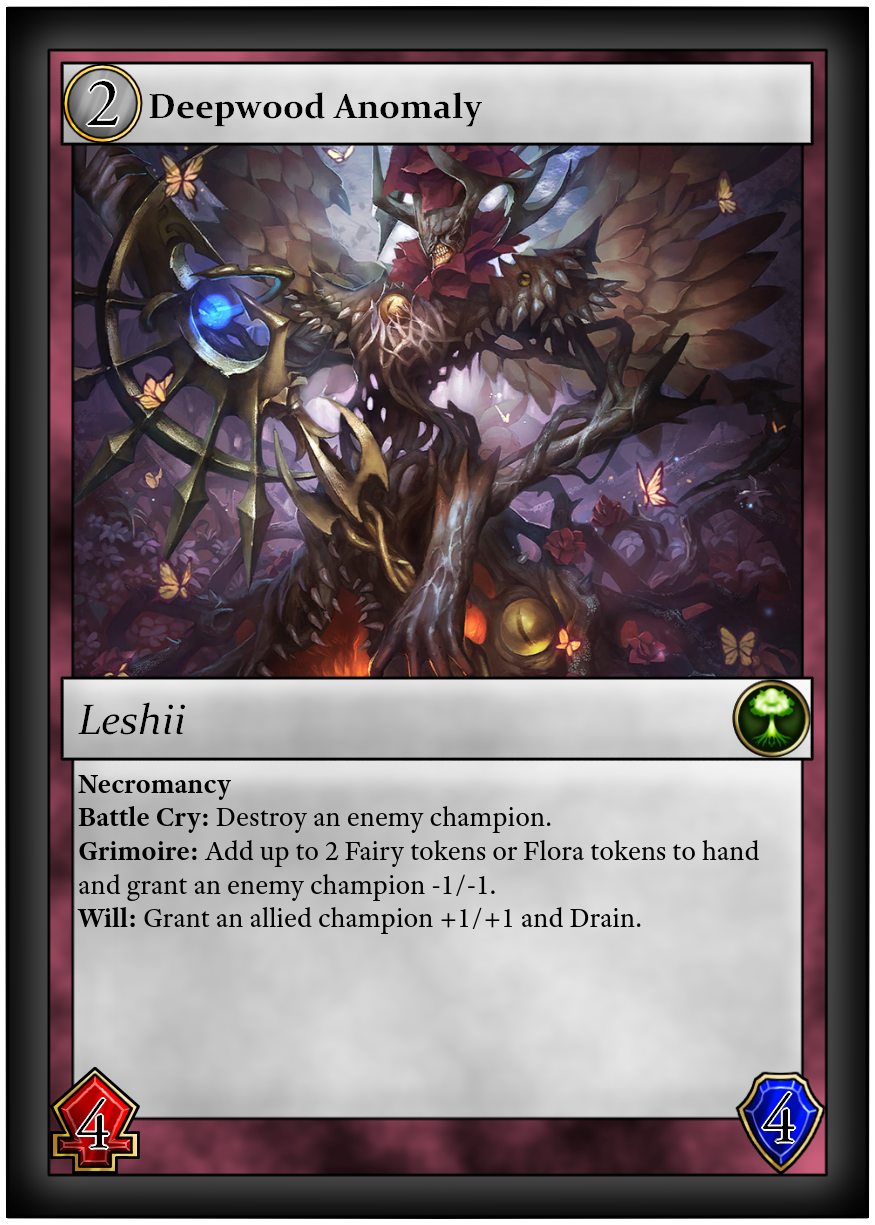 2 Deepwood Anomaly
Leshii
Necromancy
Battle Cry: Destroy an enemy champion.
Grimoire: Add up to 2 Fairy tokens or Flora tokens to hand
and grant an enemy champion -1/-1.
Will: Grant an allied champion +1/+1 and Drain.
4 4